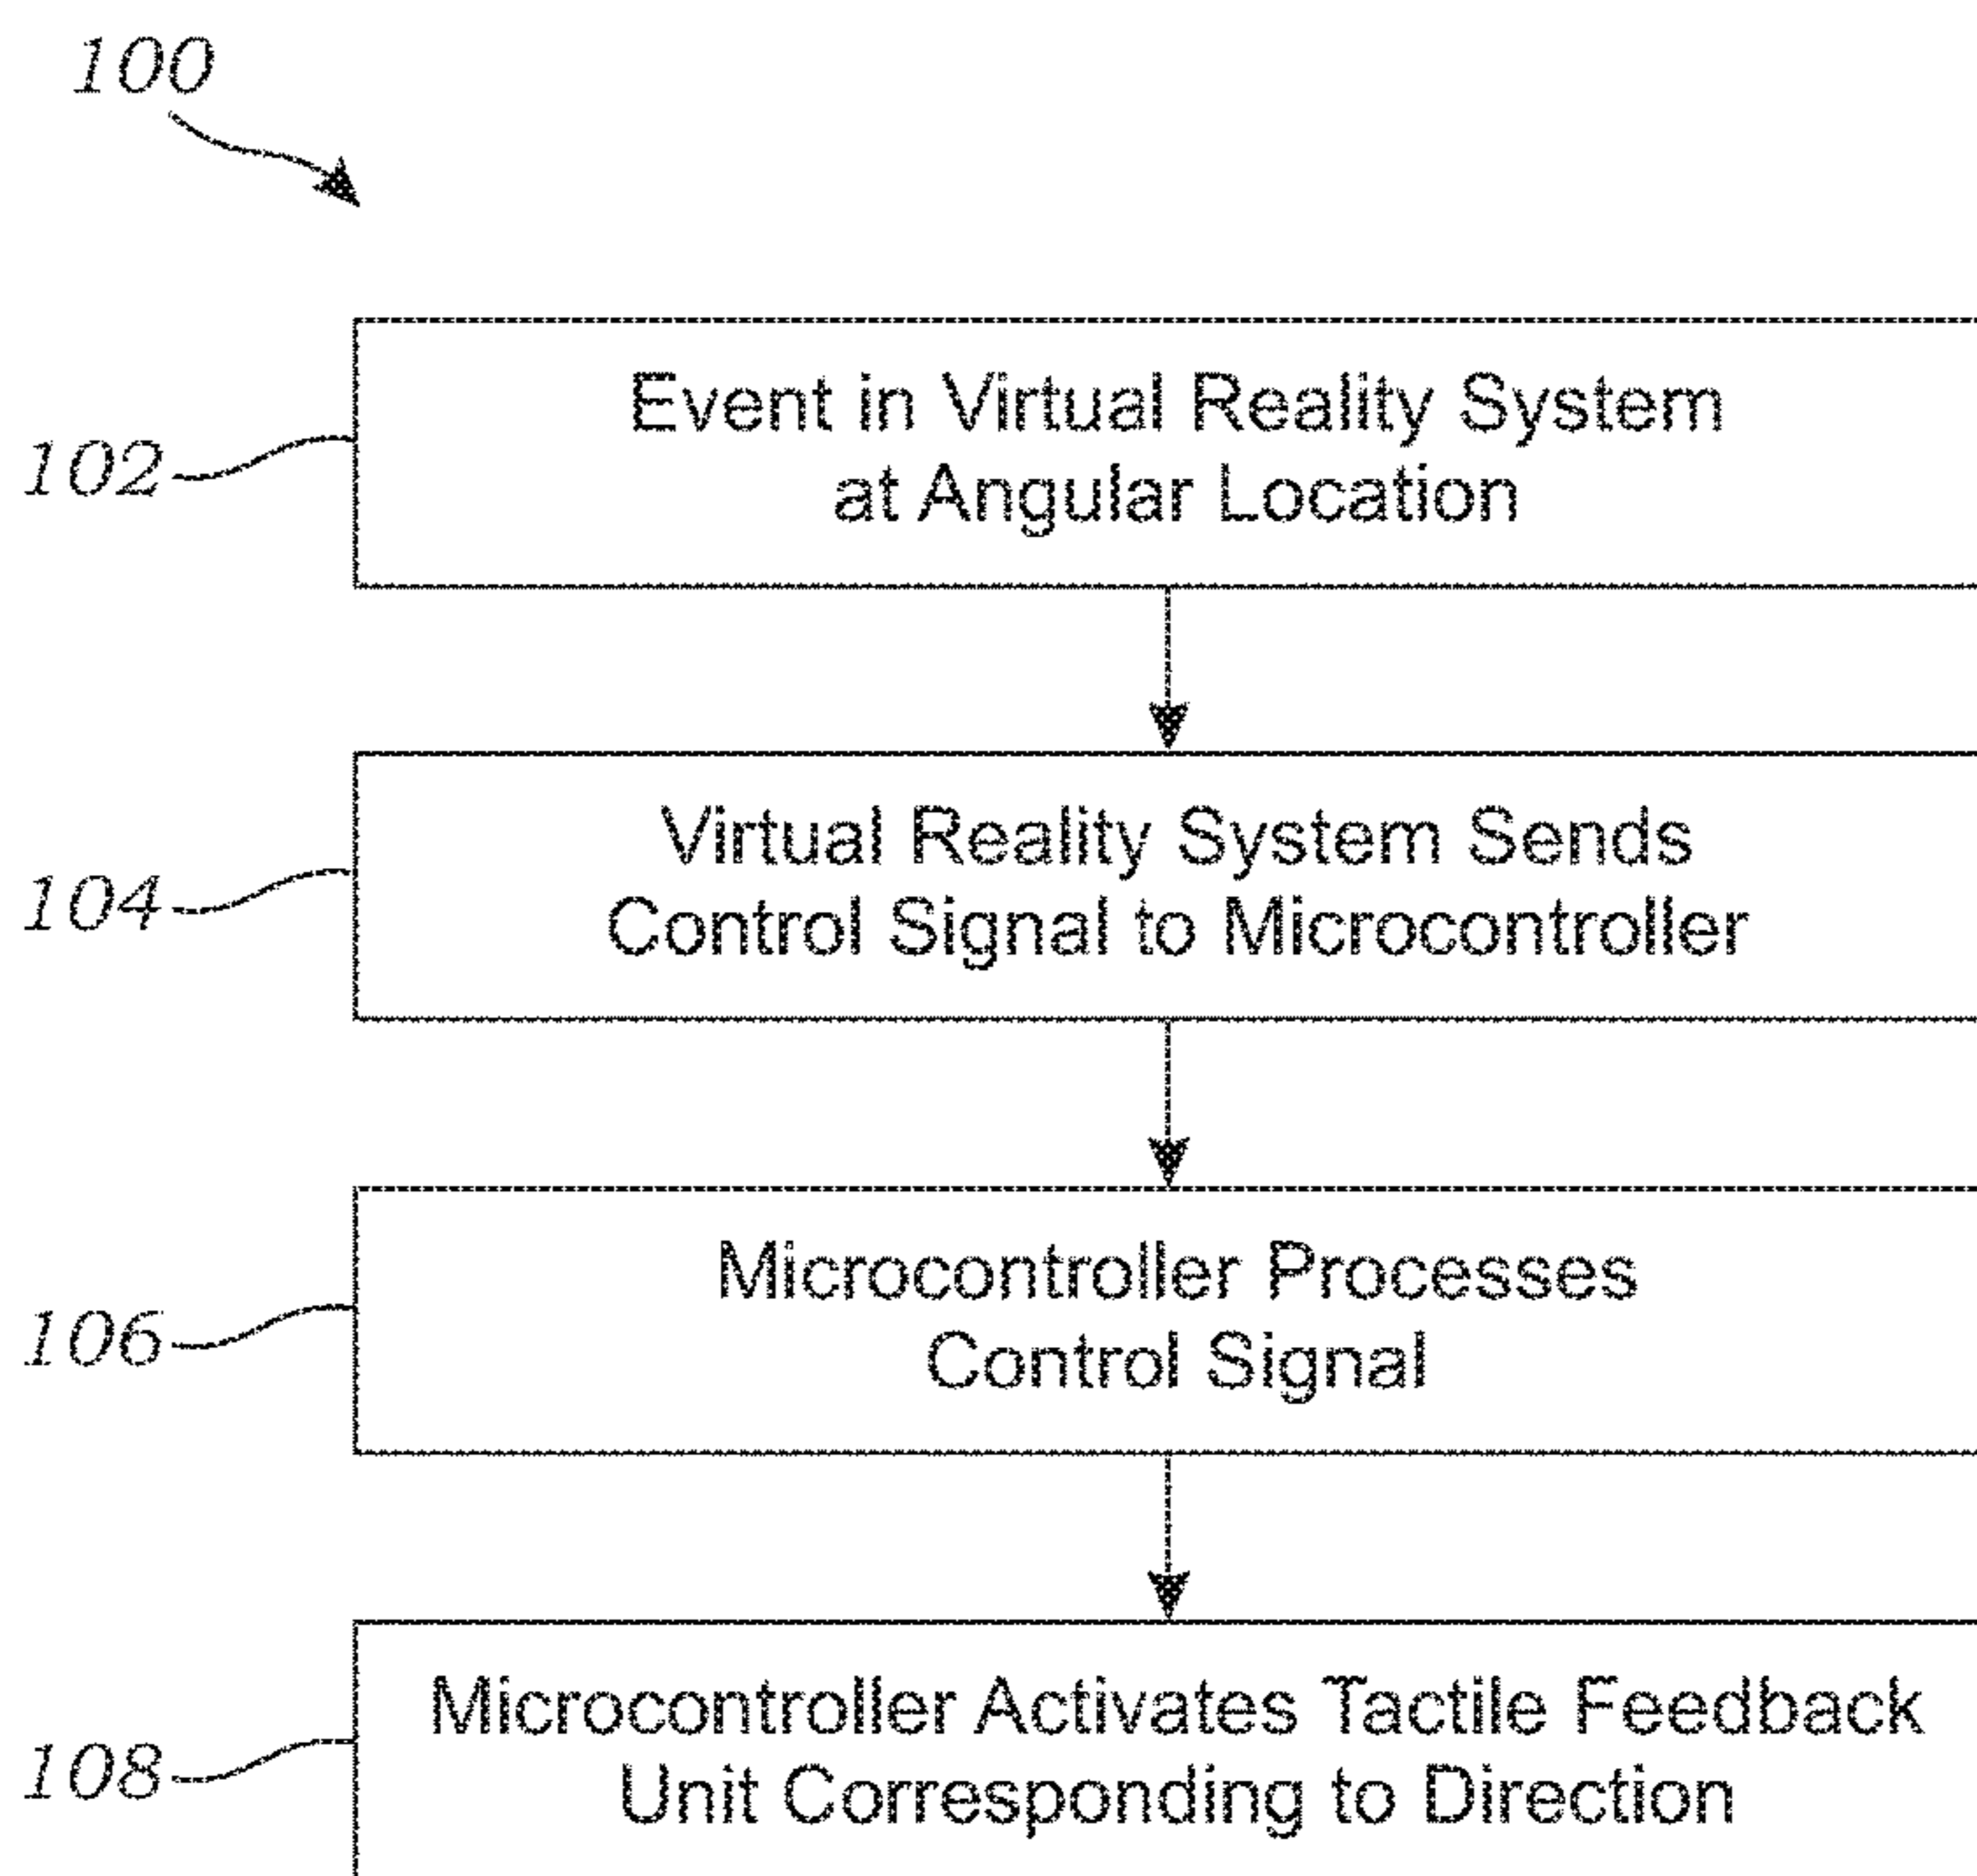 100
102
Event in Virtual Reality System
at Angular Location
104
Virtual Reality System Sends
Control Signal to Microcontroller
106
Microcontroller Processes
Control Signal
108
Microcontroller Activates Tactile Feedback
Unit Corresponding to Direction